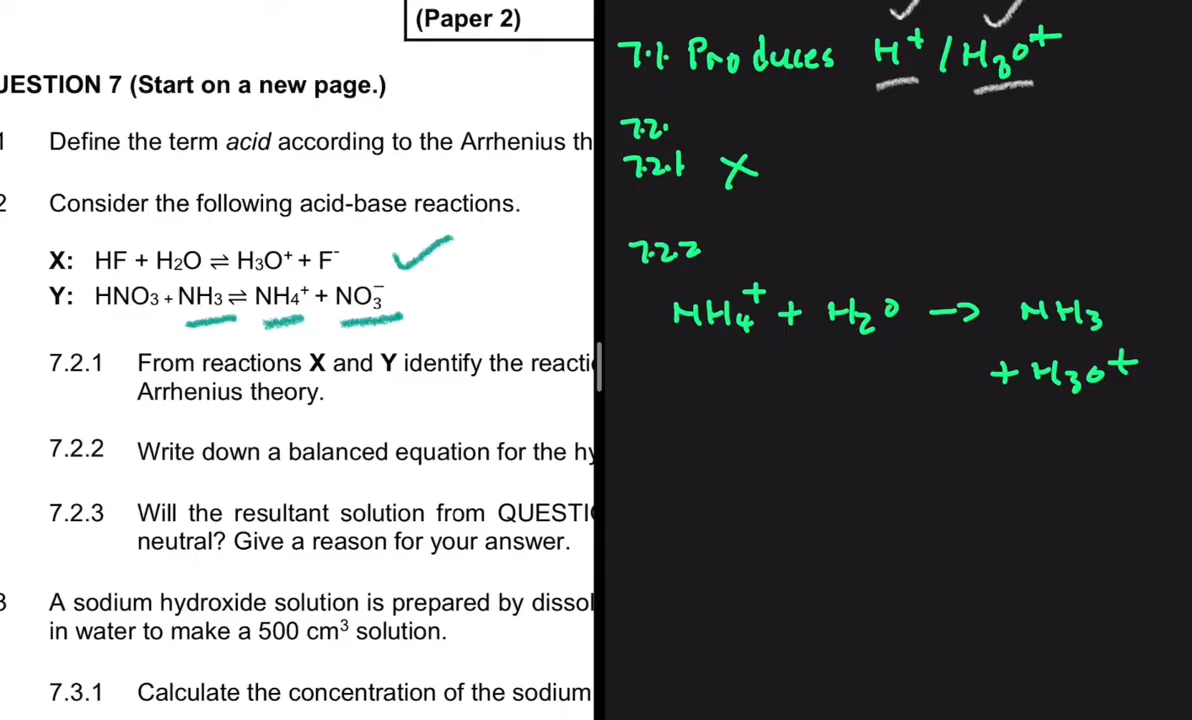 (Paper 2)
UESTION 7 (Start on a new page.)
1 Define the term acid according to the Arrhenius th
2 Consider the following acid-base reactions.
X: HF + H₂O ⇌ H₃O⁺ + F⁻
Y: HNO₃ + NH₃ ⇌ NH₄⁺ + NO₃⁻
7.2.1 From reactions X and Y identify the reacti
Arrhenius theory.
7.2.2 Write down a balanced equation for the hy
7.2.3 Will the resultant solution from QUESTI
neutral? Give a reason for your answer.
3 A sodium hydroxide solution is prepared by dissol
in water to make a 500 cm³ solution.
7.3.1 Calculate the concentration of the sodium
7.1. Produces H⁺ / H₃O⁺
7.2.
7.2.1 X
7.2.2
NH₄⁺ + H₂O → NH₃
+ H₃O⁺